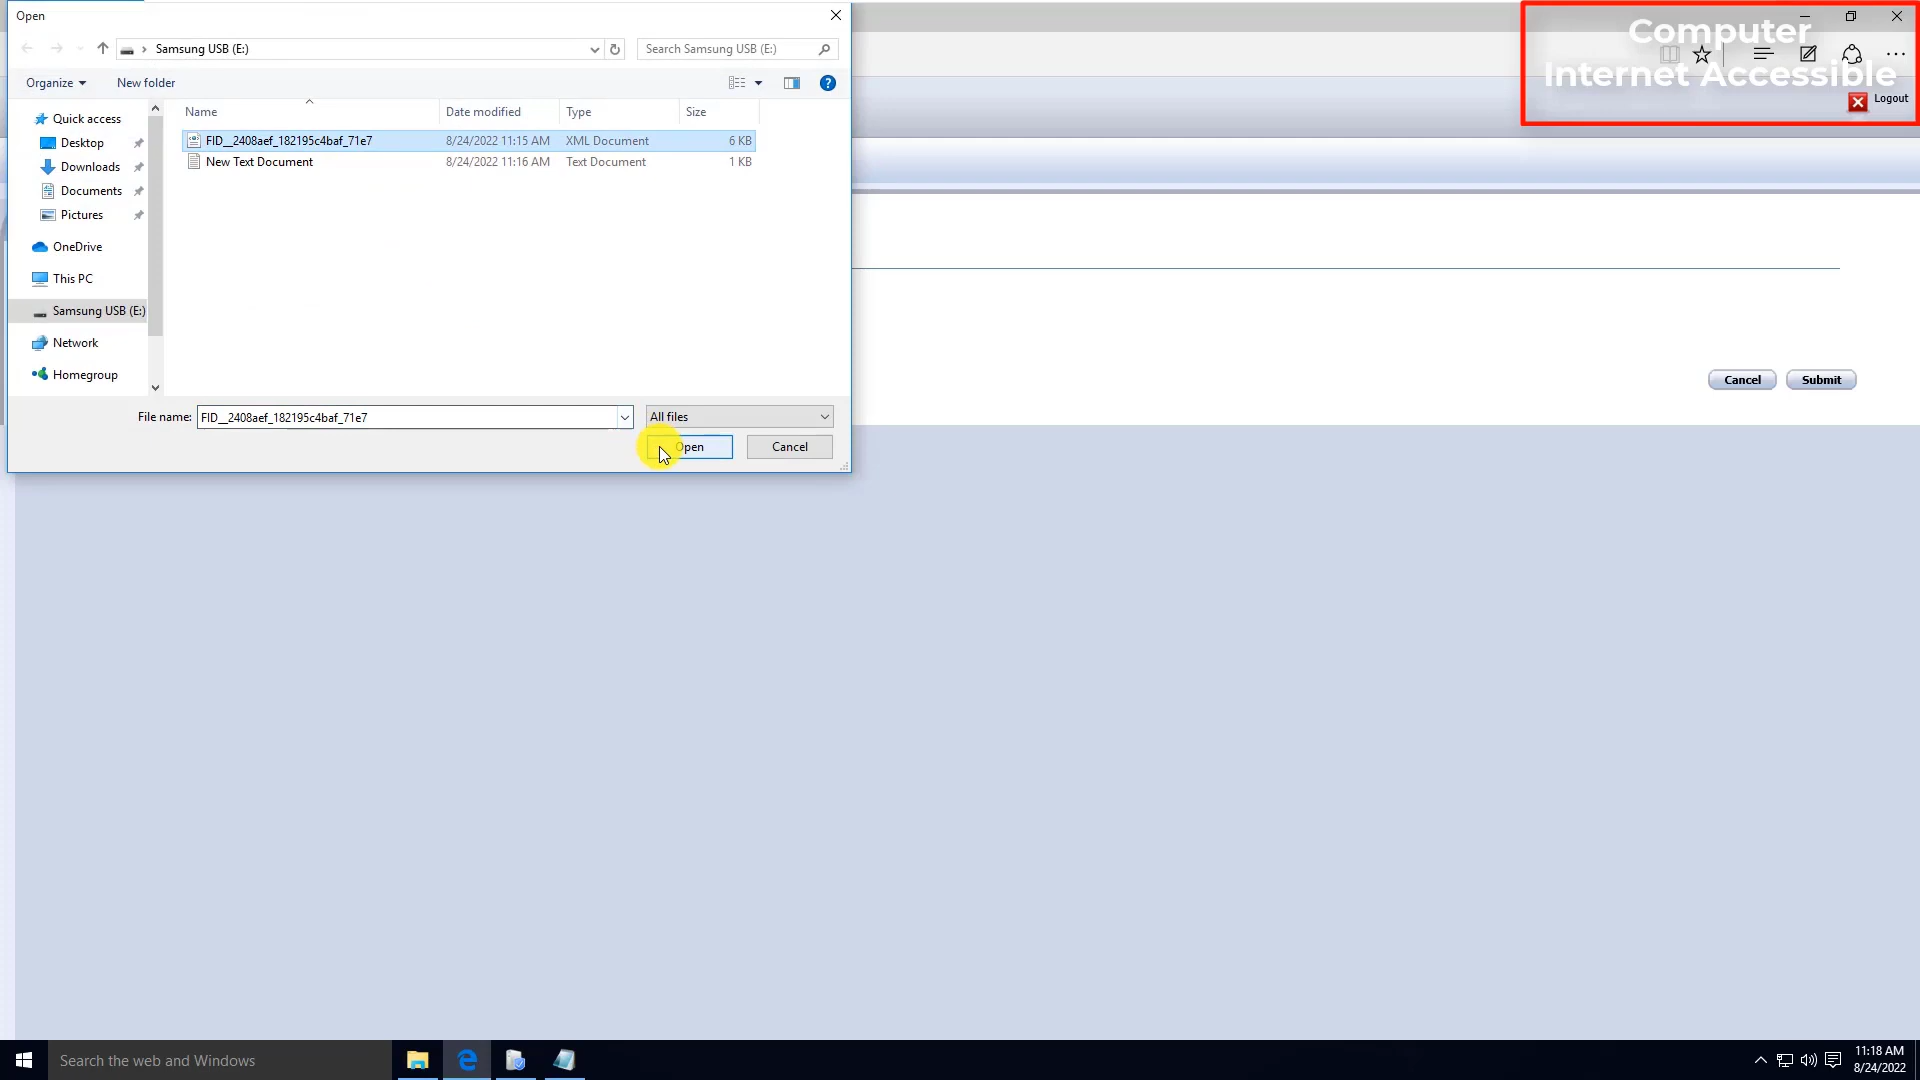 Open
Computer
Internet Accessible
Samsung USB (E:)
Search Samsung USB (E:)
Organize
New folder
Logout
Name
Date modified
Type
Size
Quick access
Desktop
Downloads
Documents
Pictures
OneDrive
This PC
Samsung USB (E:)
Network
Homegroup
FID__2408aef_182195c4baf_71e7 8/24/2022 11:15 AM XML Document 6 KB
New Text Document 8/24/2022 11:16 AM Text Document 1 KB
Cancel
Submit
File name: FID__2408aef_182195c4baf_71e7
All files
Open
Cancel
Search the web and Windows
11:18 AM
8/24/2022